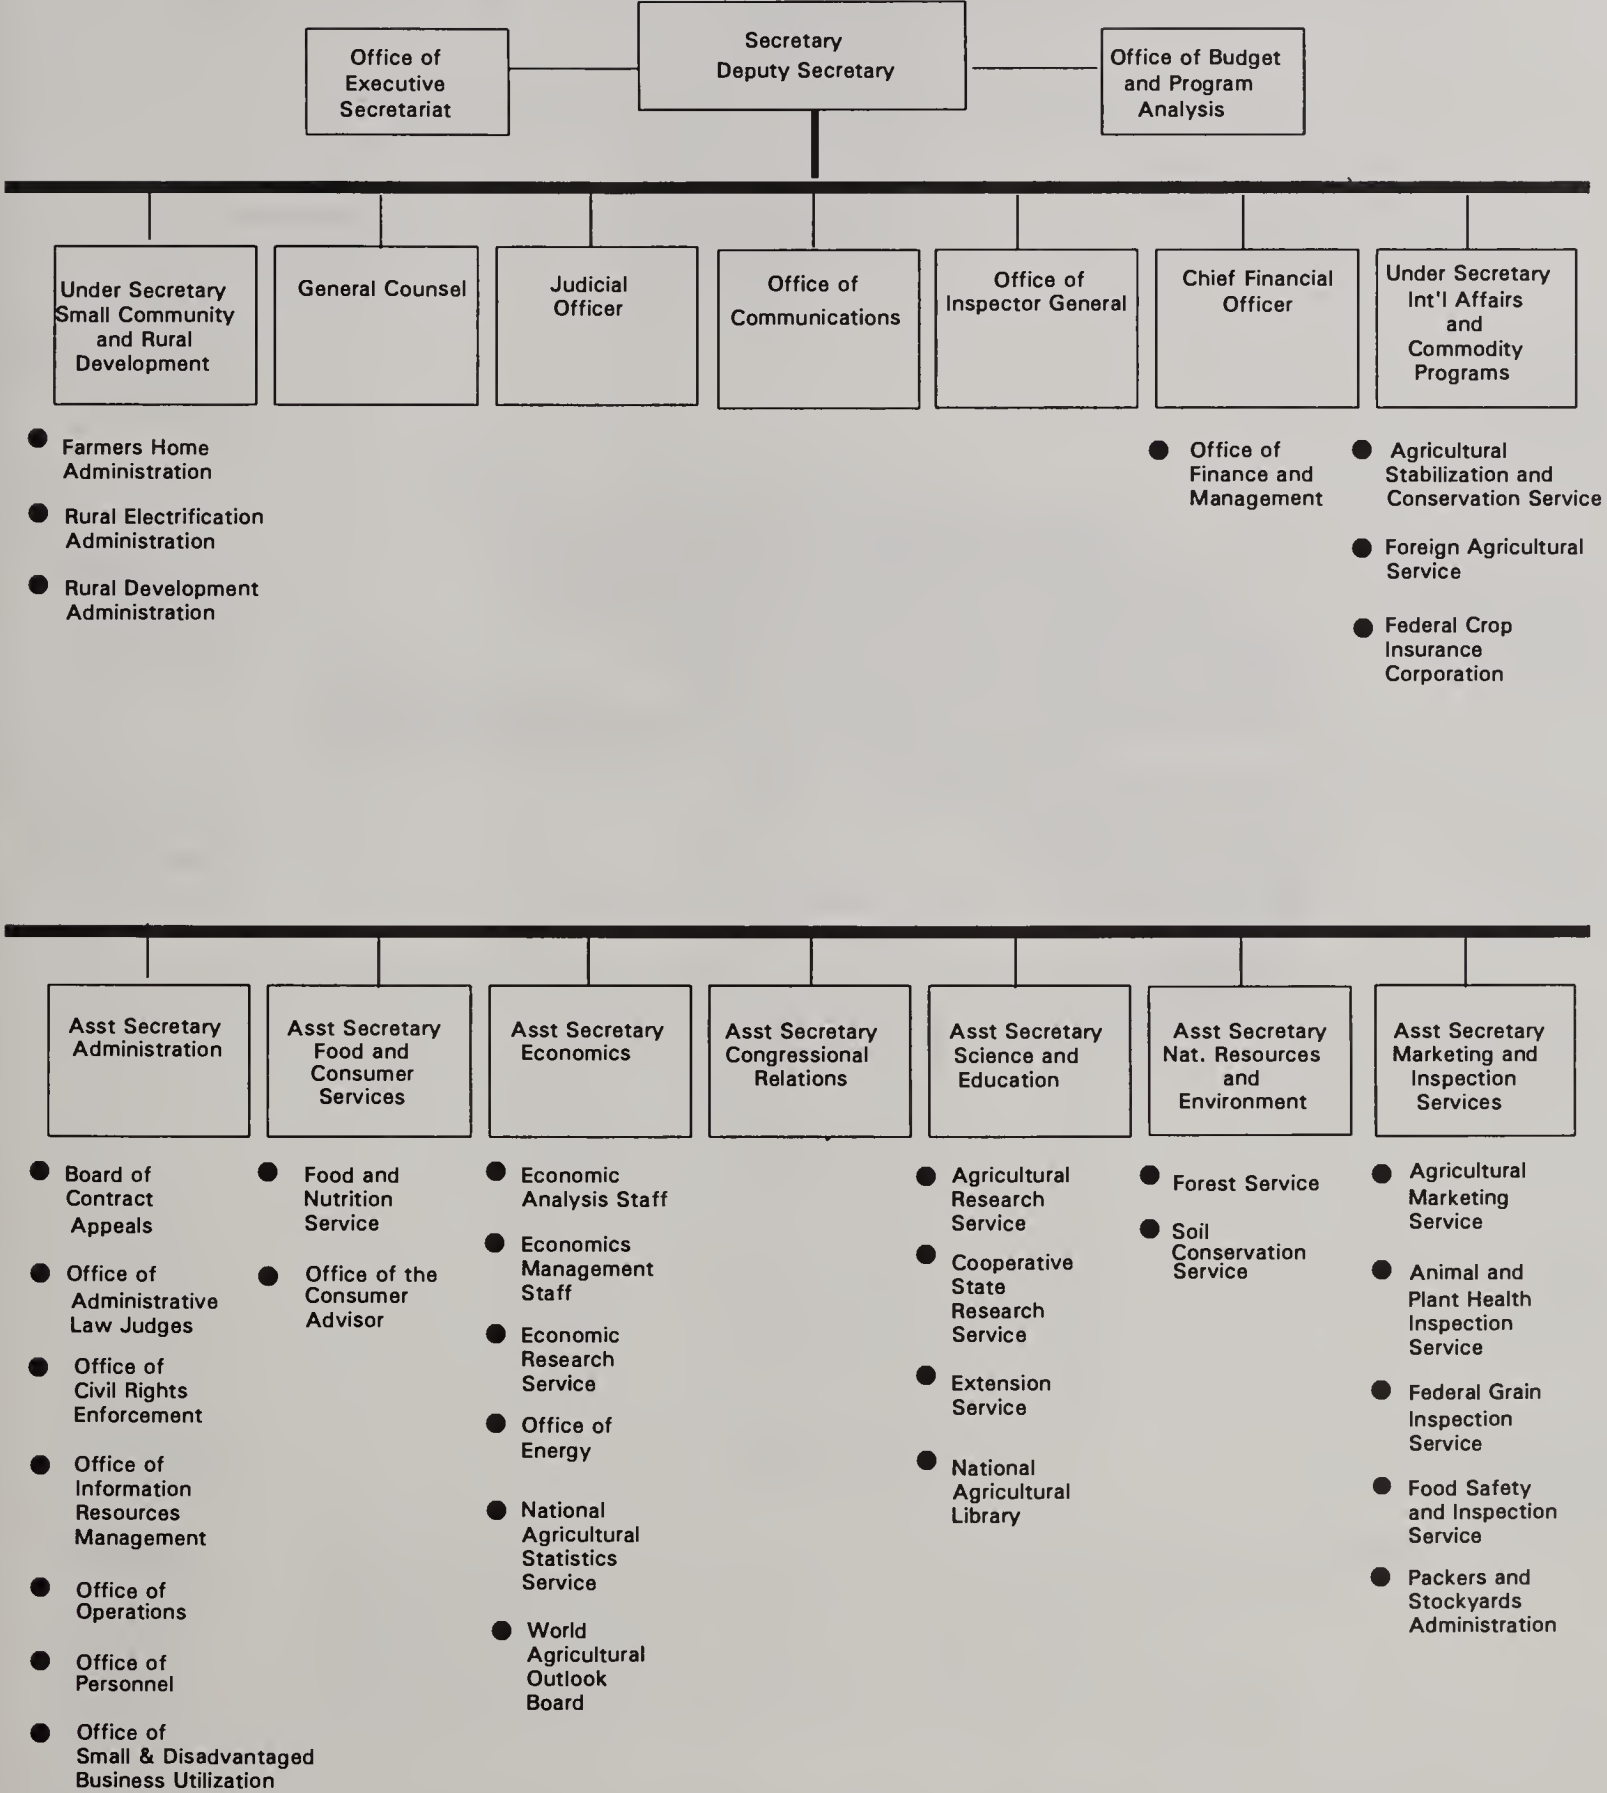 Office of
Executive
Secretariat
Secretary
Deputy Secretary
Office of Budget
and Program
Analysis
Under Secretary
Small Community
and Rural
Development
General Counsel
Judicial
Officer
Office of
Communications
Office of
Inspector General
Chief Financial
Officer
Under Secretary
Int'l Affairs
and
Commodity
Programs
Farmers Home
Administration
Rural Electrification
Administration
Rural Development
Administration
Office of
Finance and
Management
Agricultural
Stabilization and
Conservation Service
Foreign Agricultural
Service
Federal Crop
Insurance
Corporation
Asst Secretary
Administration
Asst Secretary
Food and
Consumer
Services
Asst Secretary
Economics
Asst Secretary
Congressional
Relations
Asst Secretary
Science and
Education
Asst Secretary
Nat. Resources
and
Environment
Asst Secretary
Marketing and
Inspection
Services
Board of
Contract
Appeals
Office of
Administrative
Law Judges
Office of
Civil Rights
Enforcement
Office of
Information
Resources
Management
Office of
Operations
Office of
Personnel
Office of
Small & Disadvantaged
Business Utilization
Food and
Nutrition
Service
Office of the
Consumer
Advisor
Economic
Analysis Staff
Economics
Management
Staff
Economic
Research
Service
Office of
Energy
National
Agricultural
Statistics
Service
World
Agricultural
Outlook
Board
Agricultural
Research
Service
Cooperative
State
Research
Service
Extension
Service
National
Agricultural
Library
Forest Service
Soil
Conservation
Service
Agricultural
Marketing
Service
Animal and
Plant Health
Inspection
Service
Federal Grain
Inspection
Service
Food Safety
and Inspection
Service
Packers and
Stockyards
Administration